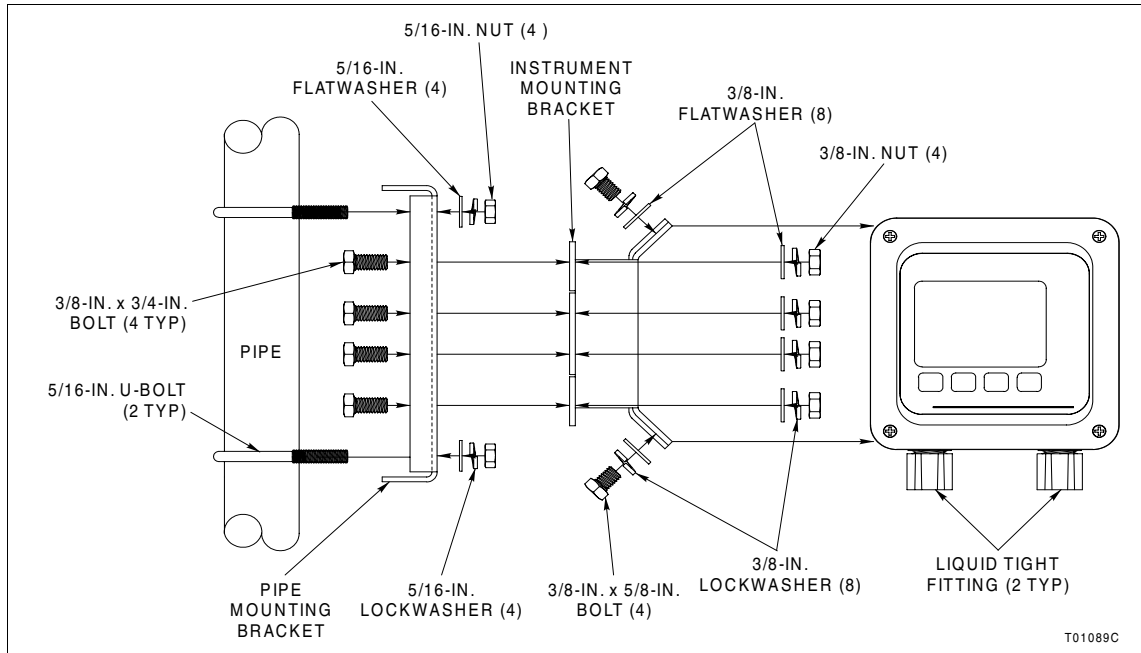 5/16-IN. NUT (4 )
5/16-IN.
FLATWASHER (4)
INSTRUMENT
MOUNTING
BRACKET
3/8-IN.
FLATWASHER (8)
3/8-IN. NUT (4)
3/8-IN. x 3/4-IN.
BOLT (4 TYP)
PIPE
5/16-IN. U-BOLT
(2 TYP)
PIPE
MOUNTING
BRACKET
5/16-IN.
LOCKWASHER (4)
3/8-IN. x 5/8-IN.
BOLT (4)
3/8-IN.
LOCKWASHER (8)
LIQUID TIGHT
FITTING (2 TYP)
T01089C